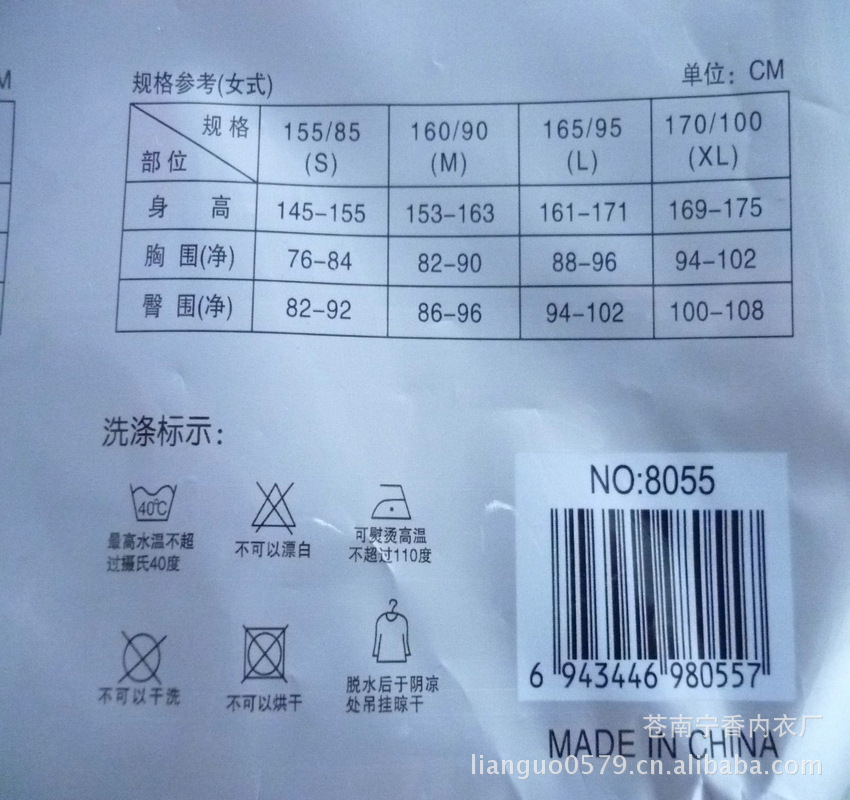 M
规格参考(女式)
单位：CM
规格
部位
155/85
(S)
160/90
(M)
165/95
(L)
170/100
(XL)
身 高 145-155 153-163 161-171 169-175
胸 围(净) 76-84 82-90 88-96 94-102
臀 围(净) 82-92 86-96 94-102 100-108
洗涤标示：
40℃
最高水温不超
过摄氏40度
不可以漂白
可熨烫高温
不超过110度
不可以干洗
不可以烘干
脱水后于阴凉
处吊挂晾干
NO:8055
6 943446 980557
苍南宁香内衣厂
MADE IN CHINA
lianguo0579.cn.alibaba.com